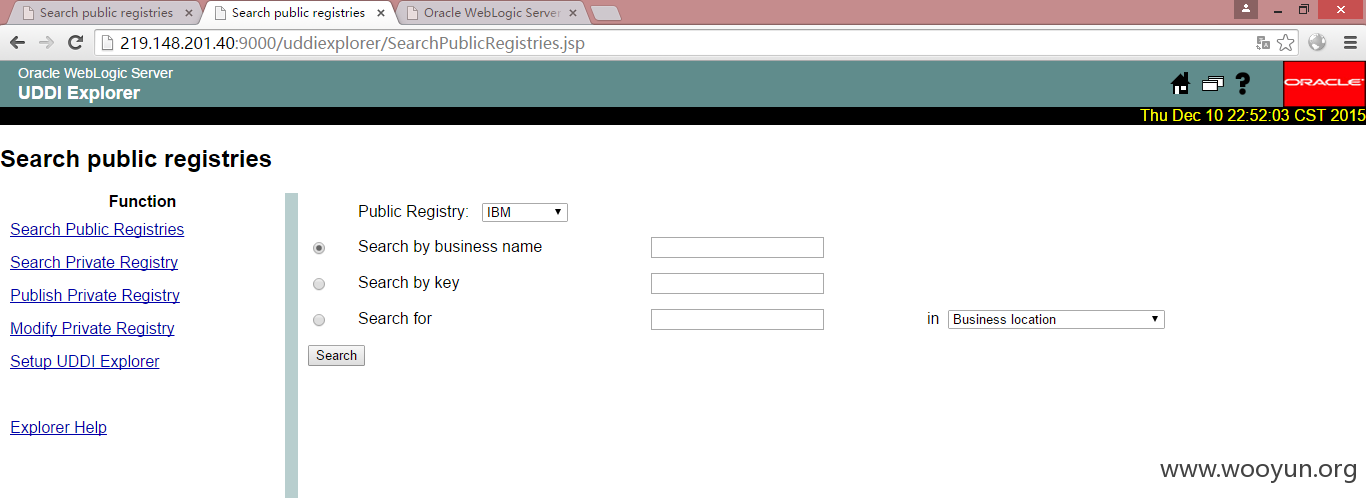 Search public registries
Search public registries
Oracle WebLogic Server
219.148.201.40:9000/uddiexplorer/SearchPublicRegistries.jsp
Oracle WebLogic Server
UDDI Explorer
ORACLE
Thu Dec 10 22:52:03 CST 2015
Search public registries
Function
Search Public Registries
Search Private Registry
Publish Private Registry
Modify Private Registry
Setup UDDI Explorer
Explorer Help
Public Registry: IBM
Search by business name
Search by key
Search for in Business location
Search
www.wooyun.org